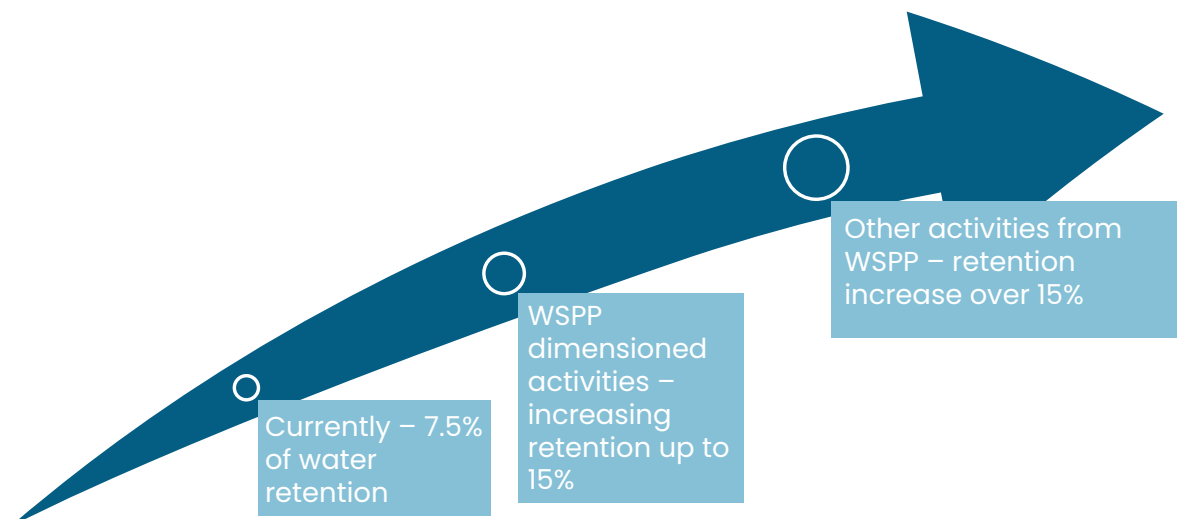 Currently – 7.5%
of water
retention
WSPP
dimensioned
activities –
increasing
retention up to
15%
Other activities from
WSPP – retention
increase over 15%